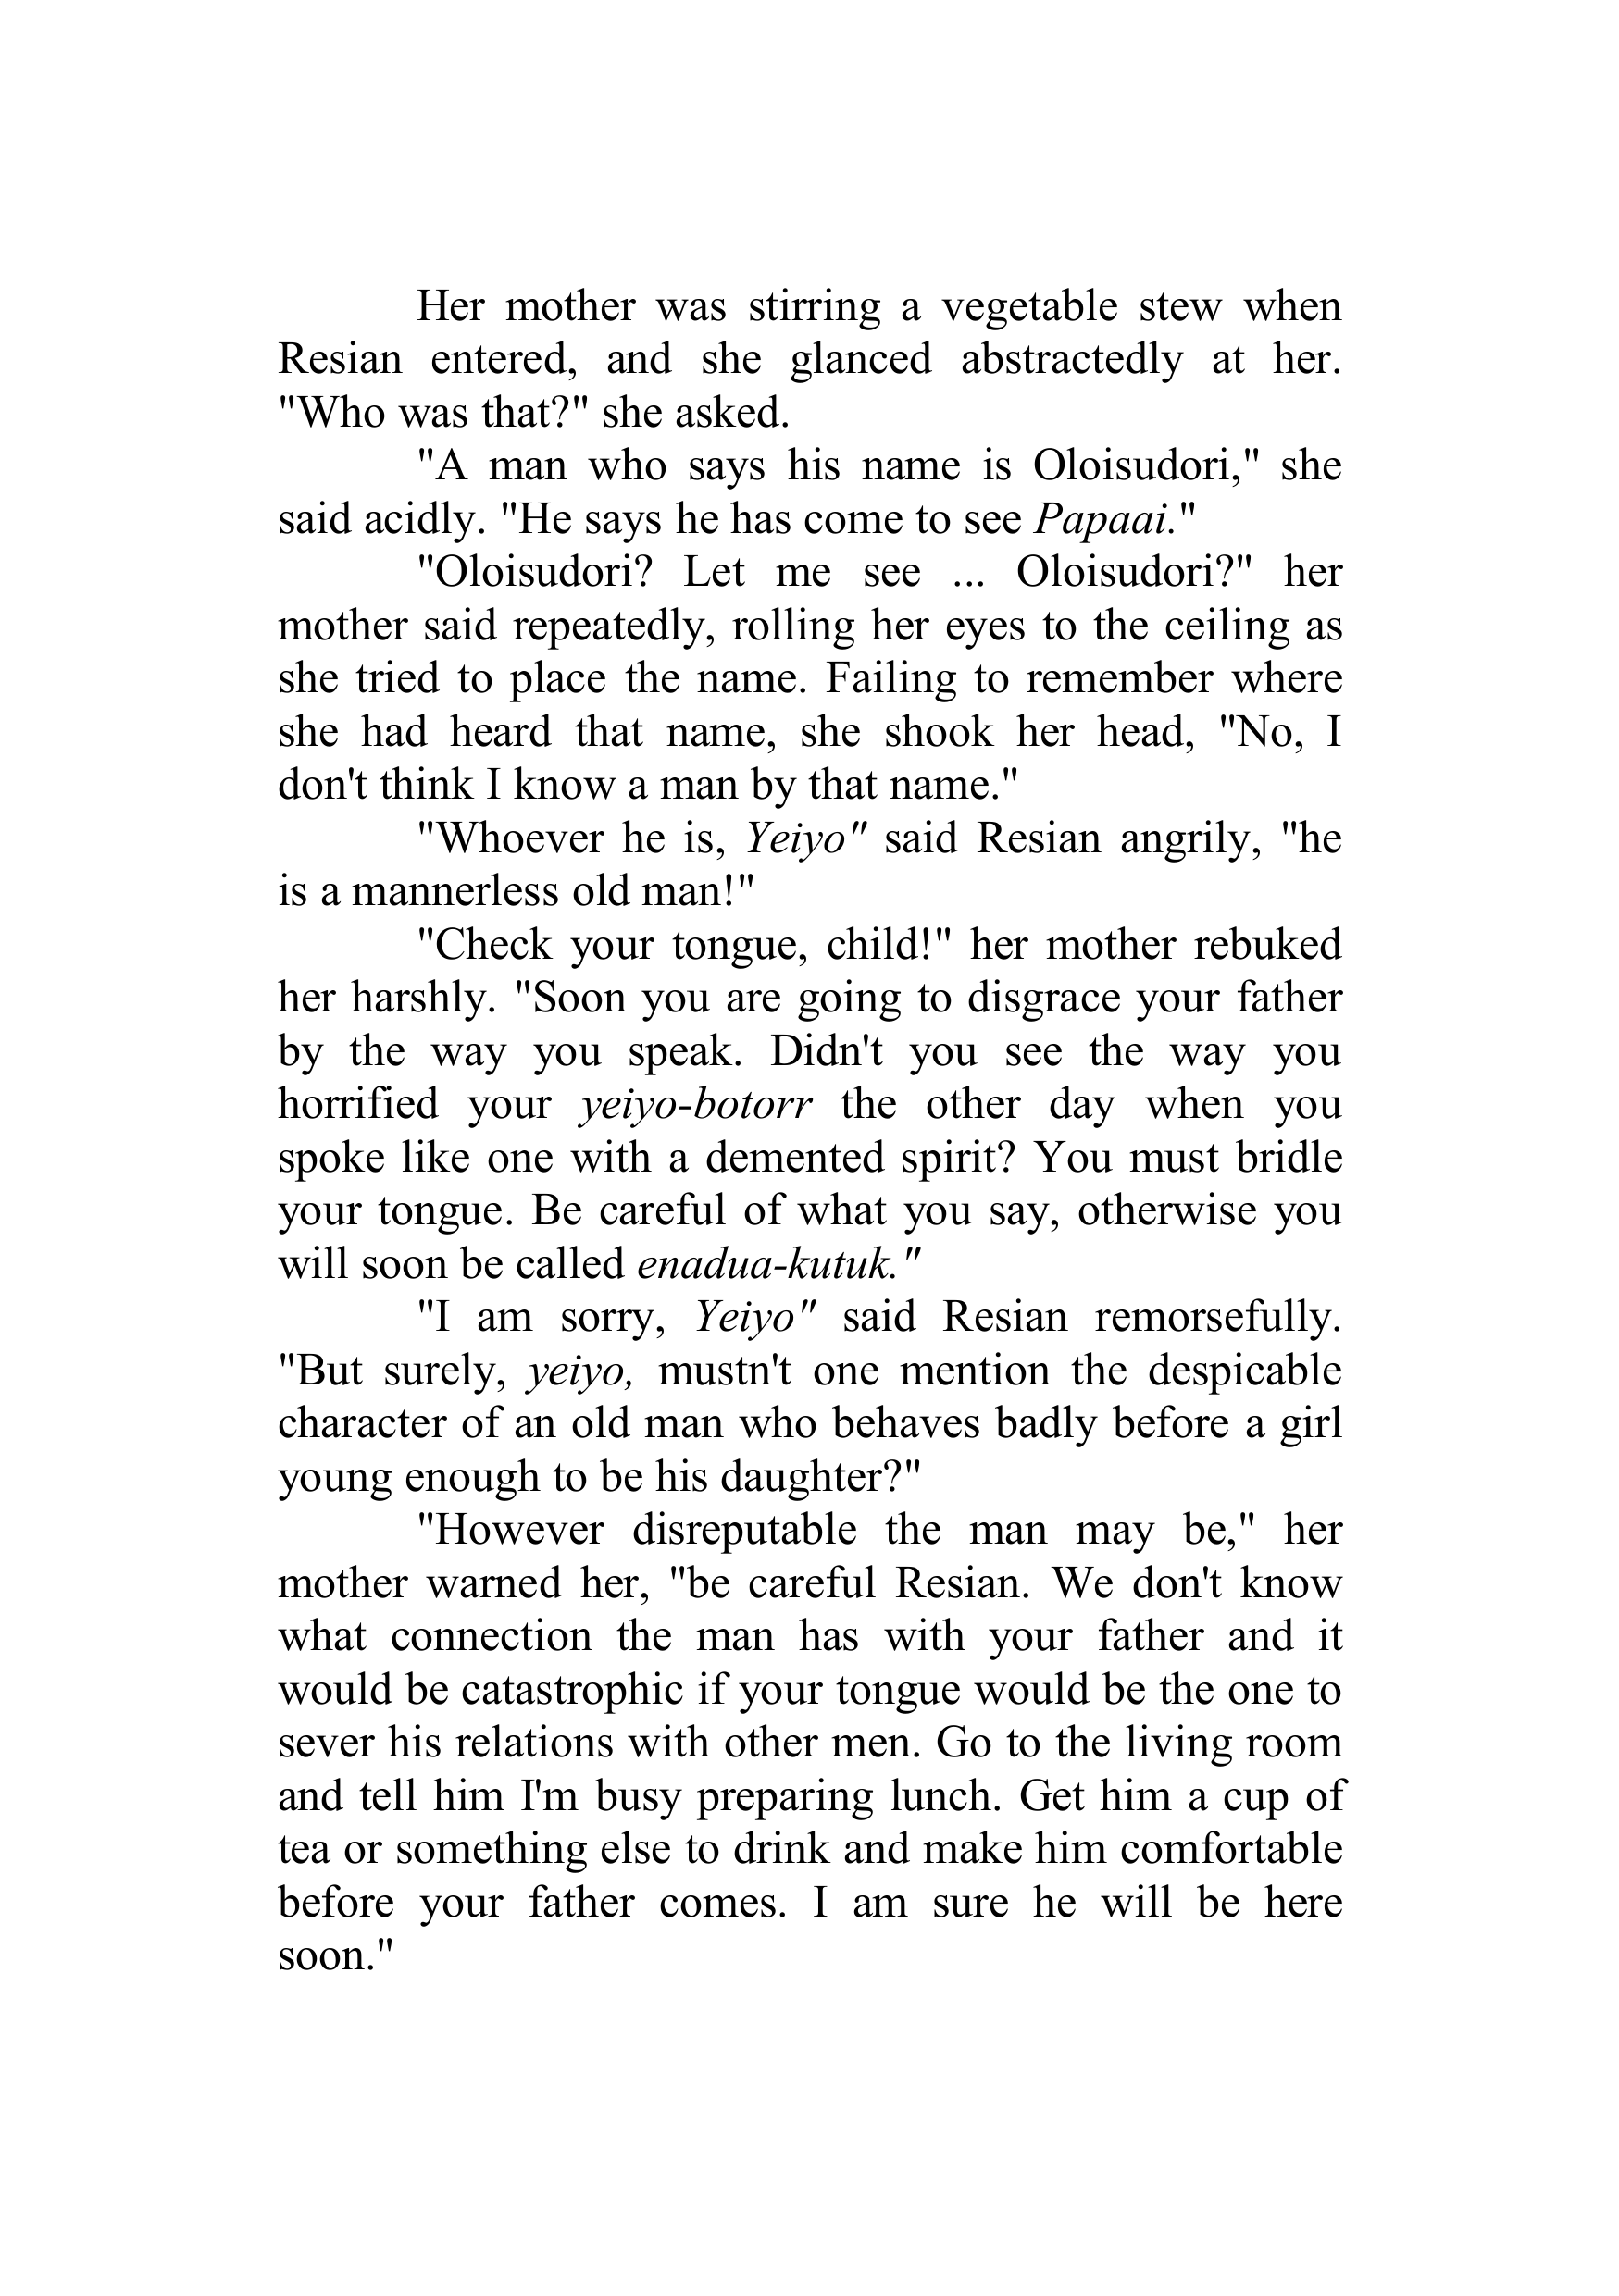 Her mother was stirring a vegetable stew when
Resian entered, and she glanced abstractedly at her.
"Who was that?" she asked.
"A man who says his name is Oloisudori," she
said acidly. "He says he has come to see Papaai."
"Oloisudori? Let me see ... Oloisudori?" her
mother said repeatedly, rolling her eyes to the ceiling as
she tried to place the name. Failing to remember where
she had heard that name, she shook her head, "No, I
don't think I know a man by that name."
"Whoever he is, Yeiyo" said Resian angrily, "he
is a mannerless old man!"
"Check your tongue, child!" her mother rebuked
her harshly. "Soon you are going to disgrace your father
by the way you speak. Didn't you see the way you
horrified your yeiyo-botorr the other day when you
spoke like one with a demented spirit? You must bridle
your tongue. Be careful of what you say, otherwise you
will soon be called enadua-kutuk."
"I am sorry, Yeiyo" said Resian remorsefully.
"But surely, yeiyo, mustn't one mention the despicable
character of an old man who behaves badly before a girl
young enough to be his daughter?"
"However disreputable the man may be," her
mother warned her, "be careful Resian. We don't know
what connection the man has with your father and it
would be catastrophic if your tongue would be the one to
sever his relations with other men. Go to the living room
and tell him I'm busy preparing lunch. Get him a cup of
tea or something else to drink and make him comfortable
before your father comes. I am sure he will be here
soon."